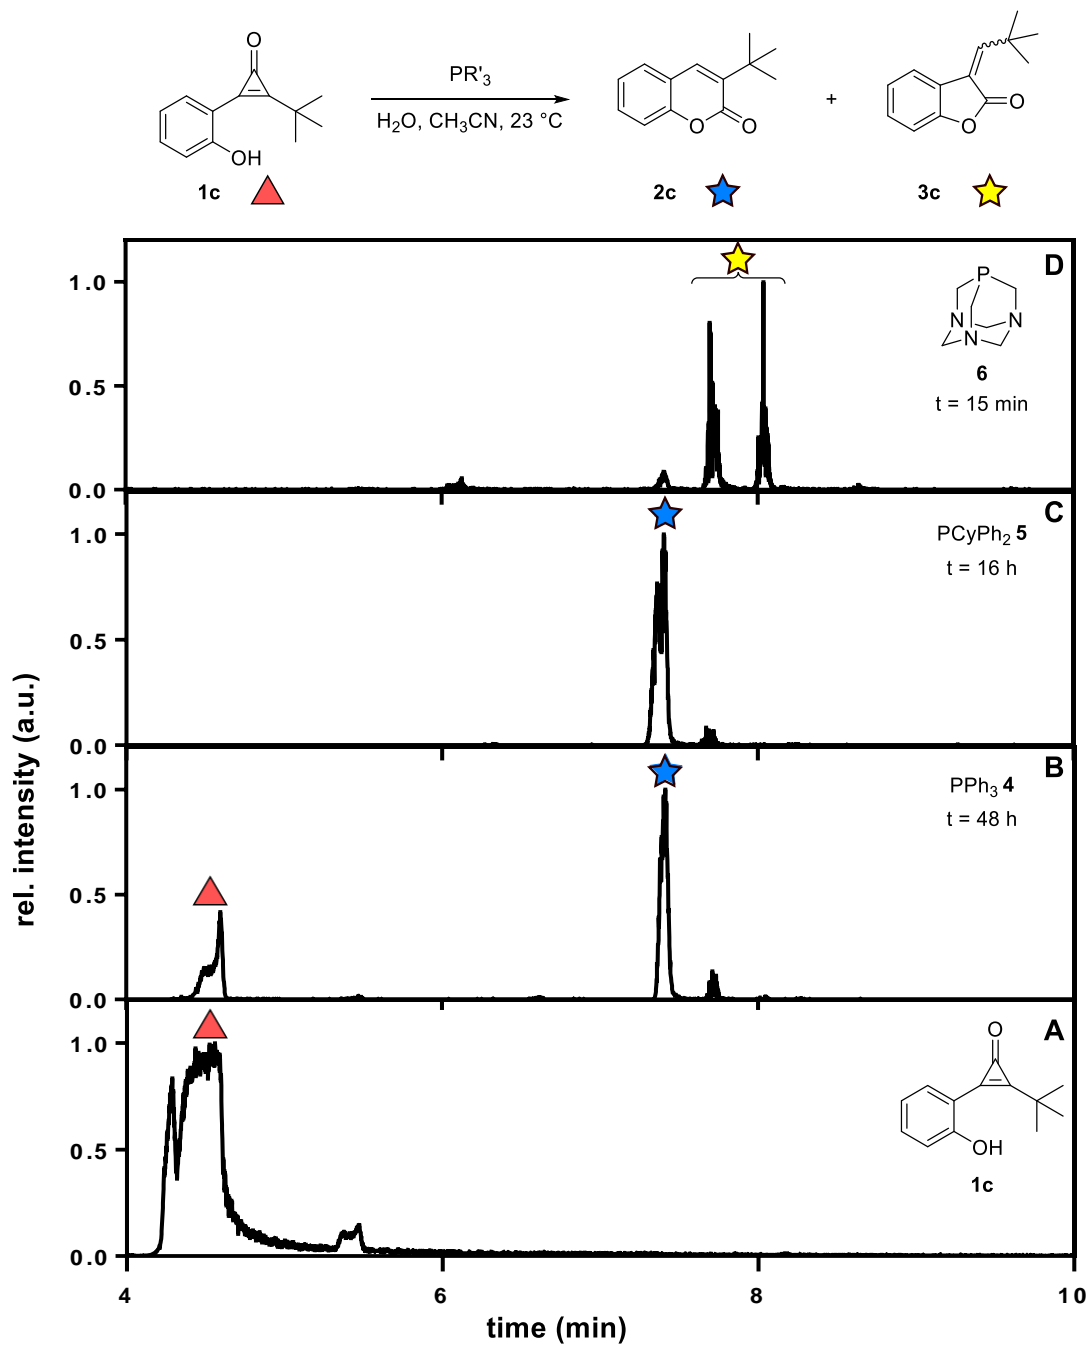 O
PR'3
H2O, CH3CN, 23 °C
OH
1c
O O
2c
+
O
O
3c
D
1.0
0.5
0.0
P
N N
N
6
t = 15 min
C
1.0
0.5
0.0
PCyPh2 5
t = 16 h
B
1.0
0.5
0.0
PPh3 4
t = 48 h
A
1.0
0.5
0.0
O
OH
1c
rel. intensity (a.u.)
4 6 8 10
time (min)